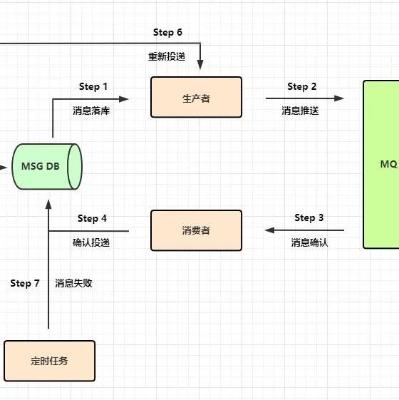 Step 6
重新投递
Step 1
消息落库
生产者
Step 2
消息推送
MSG DB
MQ
Step 4
确认投递
消费者
Step 3
消息确认
Step 7
消息失败
定时任务